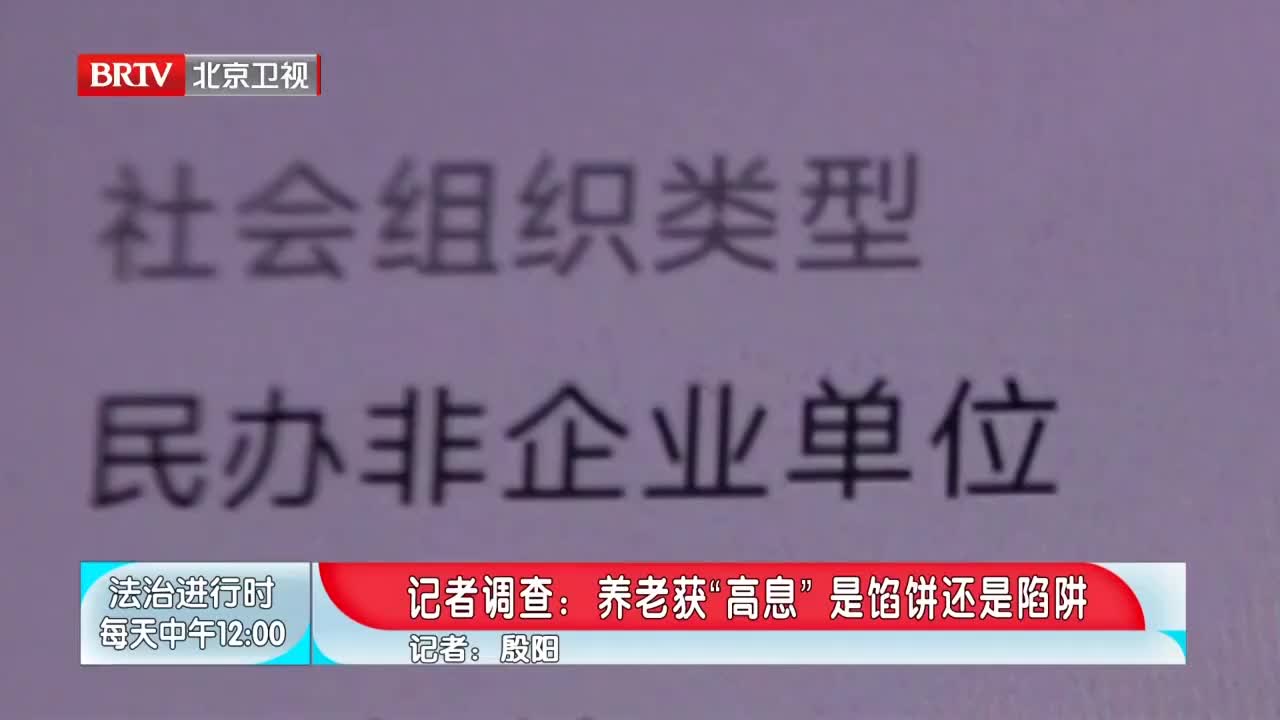 BRTV 北京卫视
社会组织类型
民办非企业单位
法治进行时
每天中午12:00
记者调查：养老获“高息”是馅饼还是陷阱
记者：殷阳